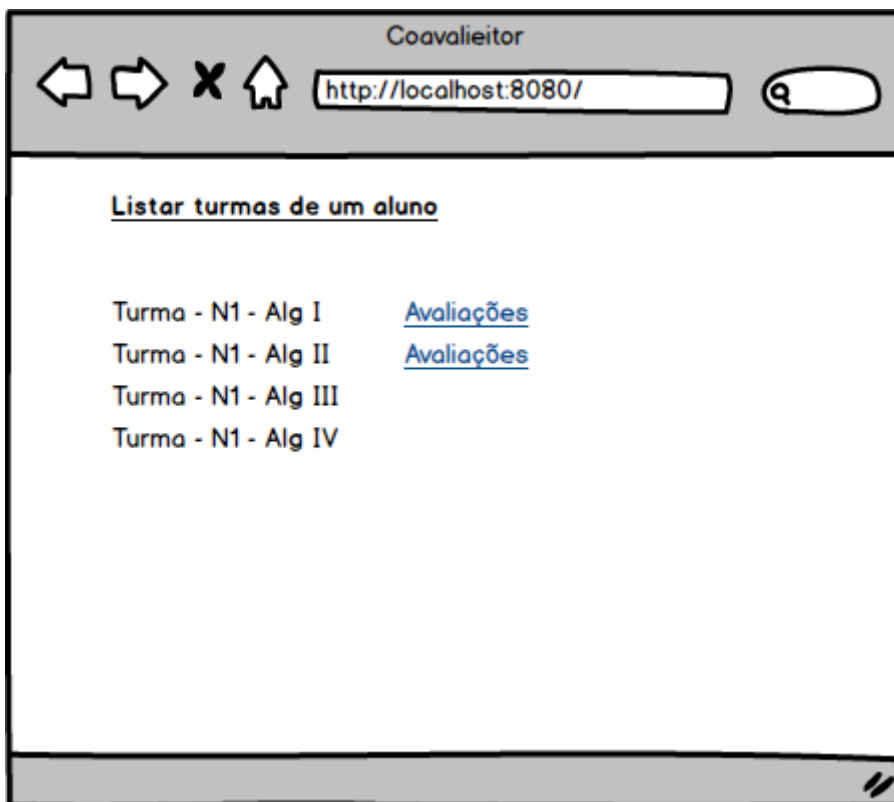 Coavalieitor
http://localhost:8080/
Listar turmas de um aluno
Turma - N1 - Alg I Avaliações
Turma - N1 - Alg II Avaliações
Turma - N1 - Alg III
Turma - N1 - Alg IV